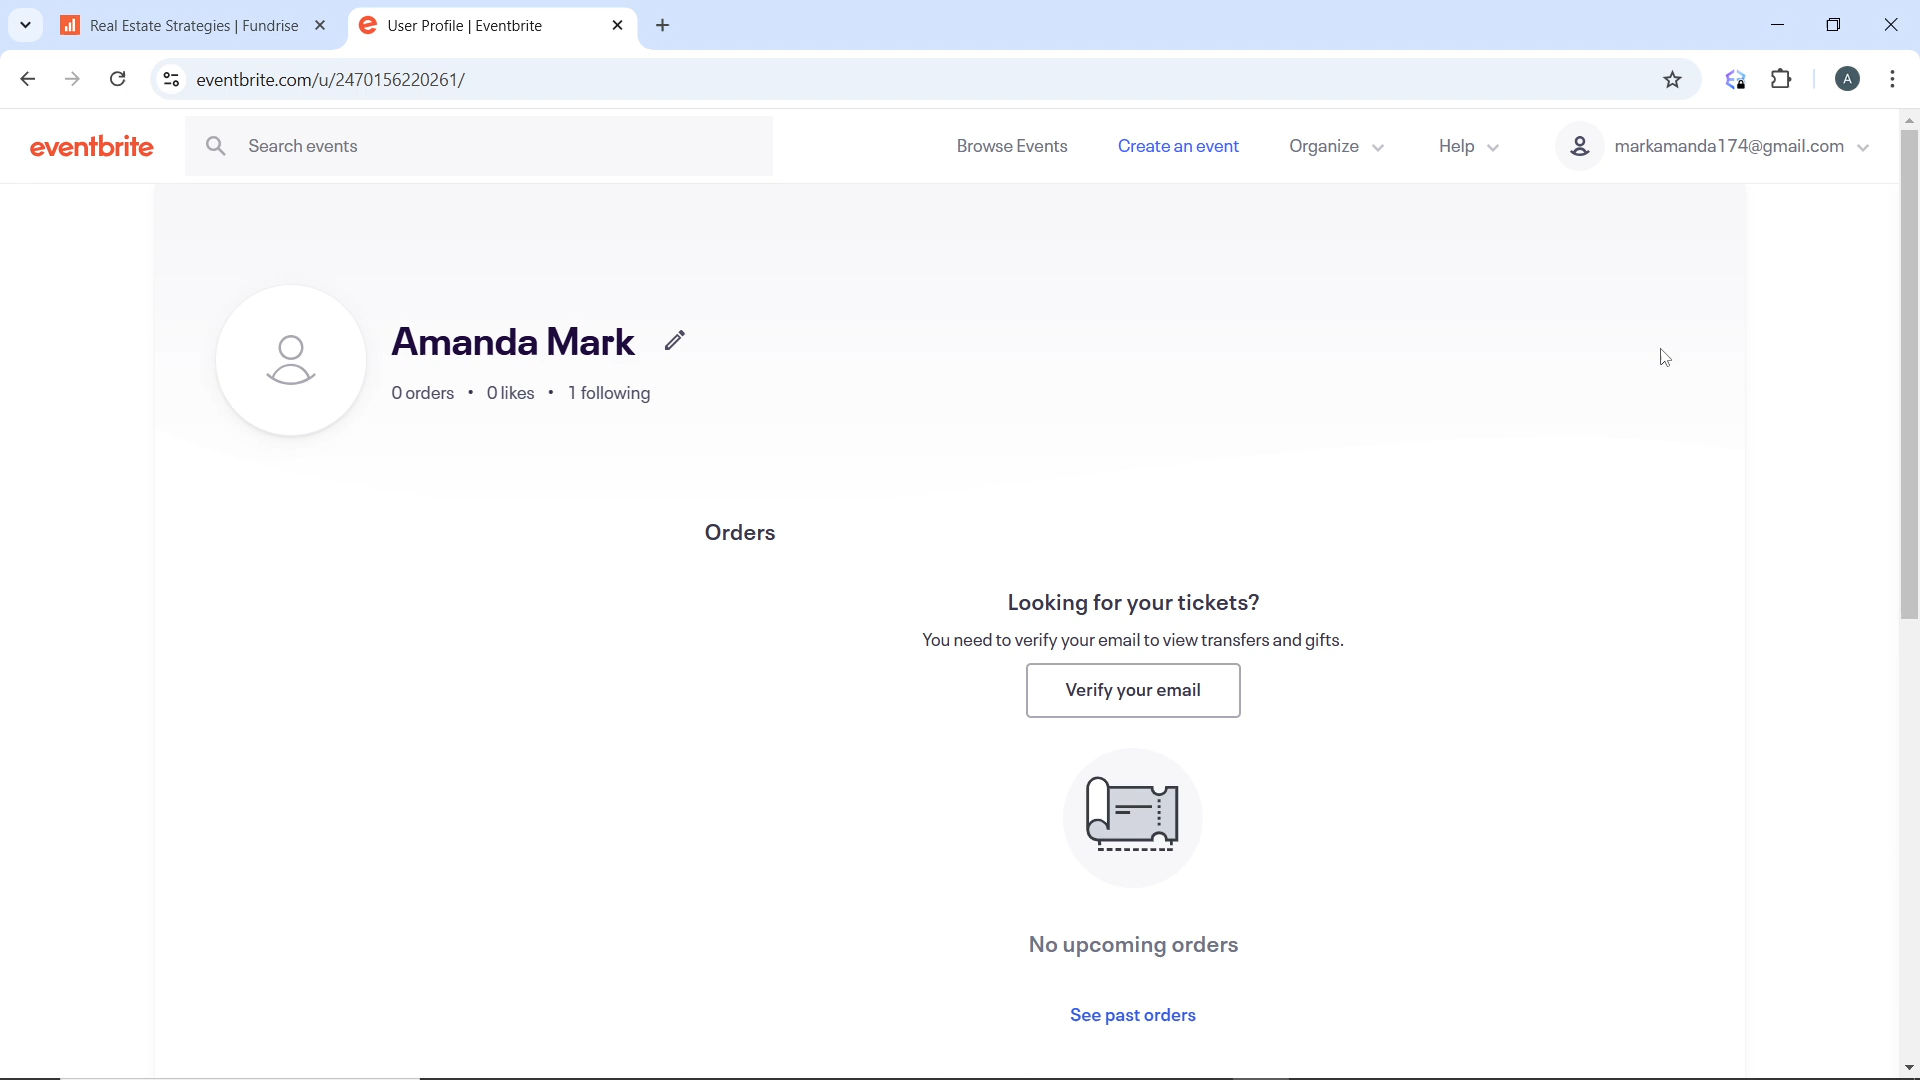 Real Estate Strategies | Fundrise
User Profile | Eventbrite
eventbrite.com/u/2470156220261/
A
eventbrite
Search events
Browse Events
Create an event
Organize
Help
markamanda174@gmail.com
Amanda Mark
0 orders • 0 likes • 1 following
Orders
Looking for your tickets?
You need to verify your email to view transfers and gifts.
Verify your email
No upcoming orders
See past orders